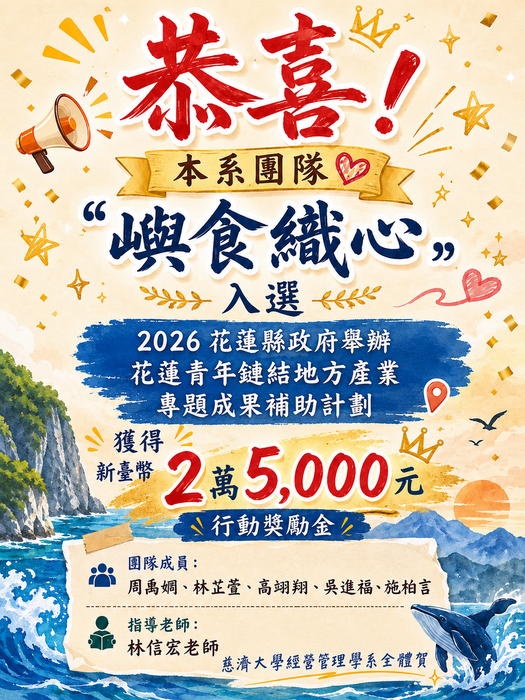 恭喜！
本系團隊
“嶼食織心”
入選
2026 花蓮縣政府舉辦
花蓮青年鏈結地方產業
專題成果補助計劃
獲得
新臺幣 2萬5,000元
行動獎勵金
團隊成員：
周禹嫺、林芷萱、高翊翔、吳進福、施柏言
指導老師：
林信宏老師
慈濟大學經營管理學系全體賀